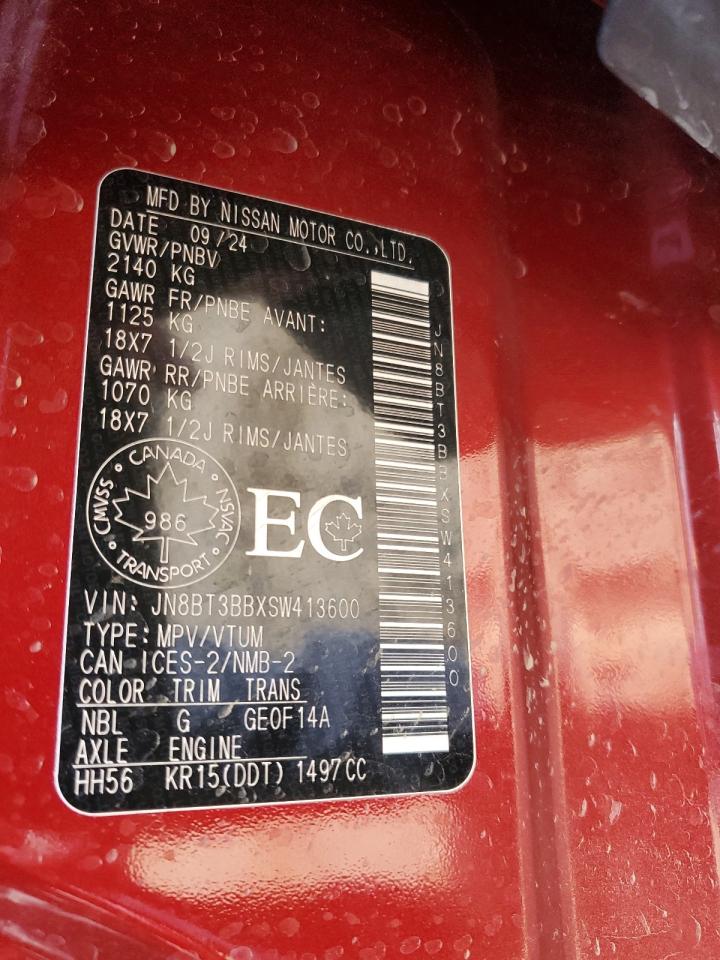 MFD BY NISSAN MOTOR CO.,LTD.
DATE 09/24
GVWR/PNBV
2140 KG
GAWR FR/PNBE AVANT:
1125 KG
18X7 1/2J RIMS/JANTES
GAWR RR/PNBE ARRIÈRE:
1070 KG
18X7 1/2J RIMS/JANTES
CANADA
CMVSS
NSVAC
986
TRANSPORT
EC
VIN: JN8BT3BBXSW413600
TYPE: MPV/VTUM
CAN ICES-2/NMB-2
COLOR TRIM TRANS
NBL G GE0F14A
AXLE ENGINE
HH56 KR15(DDT) 1497CC
JN8BT3BBXSW413600